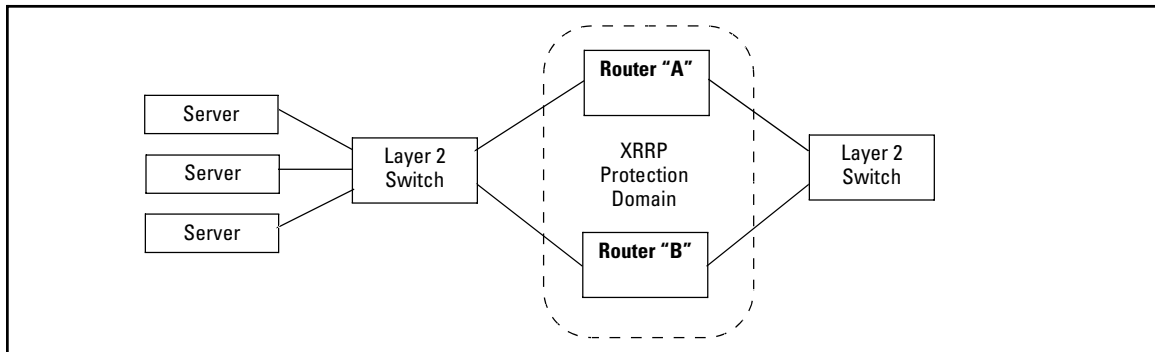 Server
Server
Server
Layer 2
Switch
Router “A”
XRRP
Protection
Domain
Router “B”
Layer 2
Switch